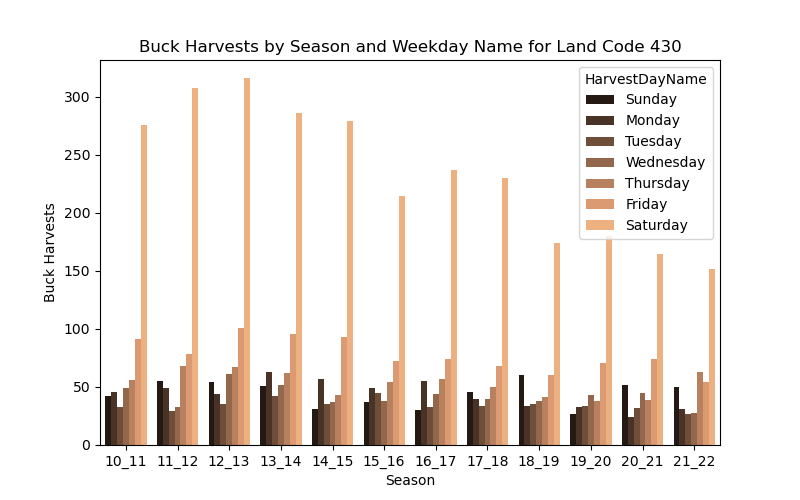 Buck Harvests by Season and Weekday Name for Land Code 430
HarvestDayName
Sunday
Monday
Tuesday
Wednesday
Thursday
Friday
Saturday
300
250
200
150
100
50
0
Buck Harvests
10_11 11_12 12_13 13_14 14_15 15_16 16_17 17_18 18_19 19_20 20_21 21_22
Season